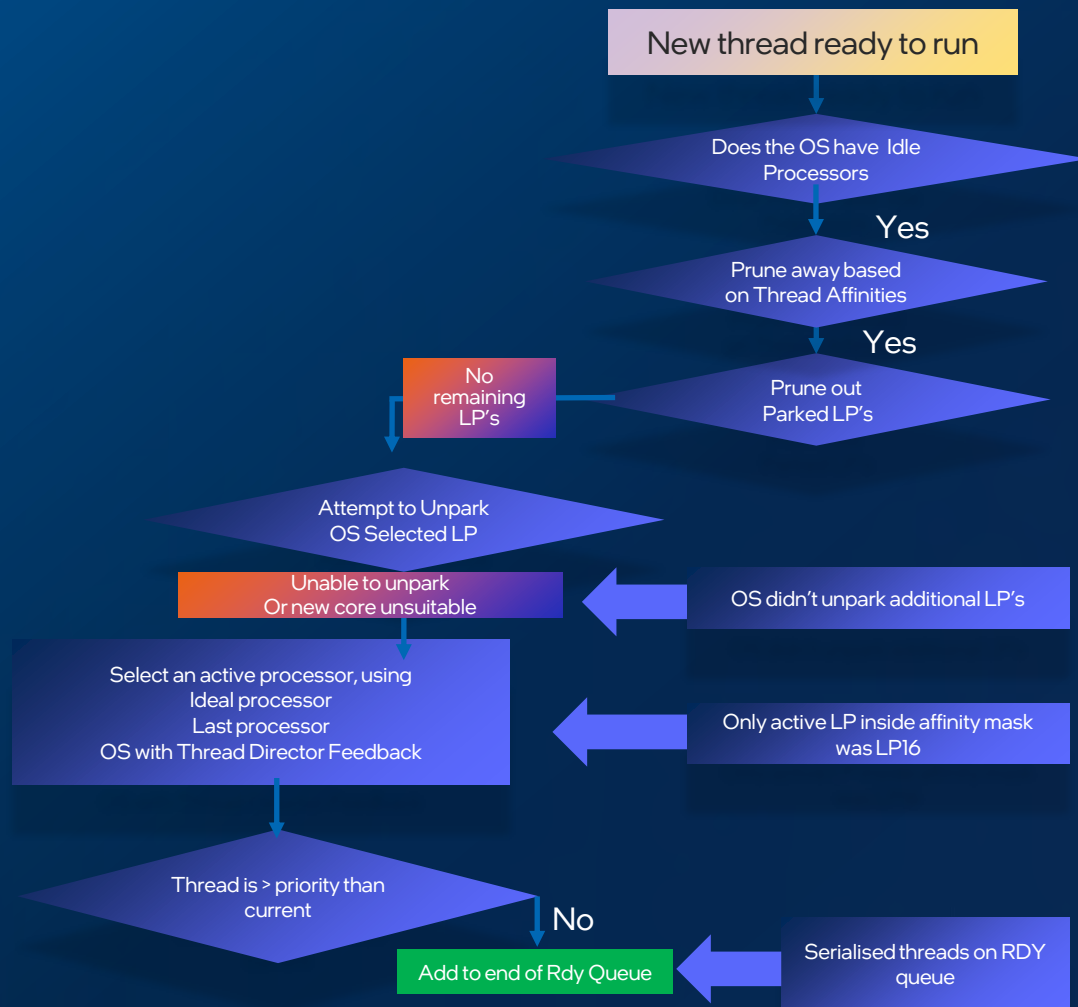 New thread ready to run
Does the OS have Idle
Processors
Yes
Prune away based
on Thread Affinities
Yes
Prune out
Parked LP's
No
remaining
LP's
Attempt to Unpark
OS Selected LP
Unable to unpark
Or new core unsuitable
OS didn't unpark additional LP's
Select an active processor, using
Ideal processor
Last processor
OS with Thread Director Feedback
Only active LP inside affinity mask
was LP16
Thread is > priority than
current
No
Add to end of Rdy Queue
Serialised threads on RDY
queue